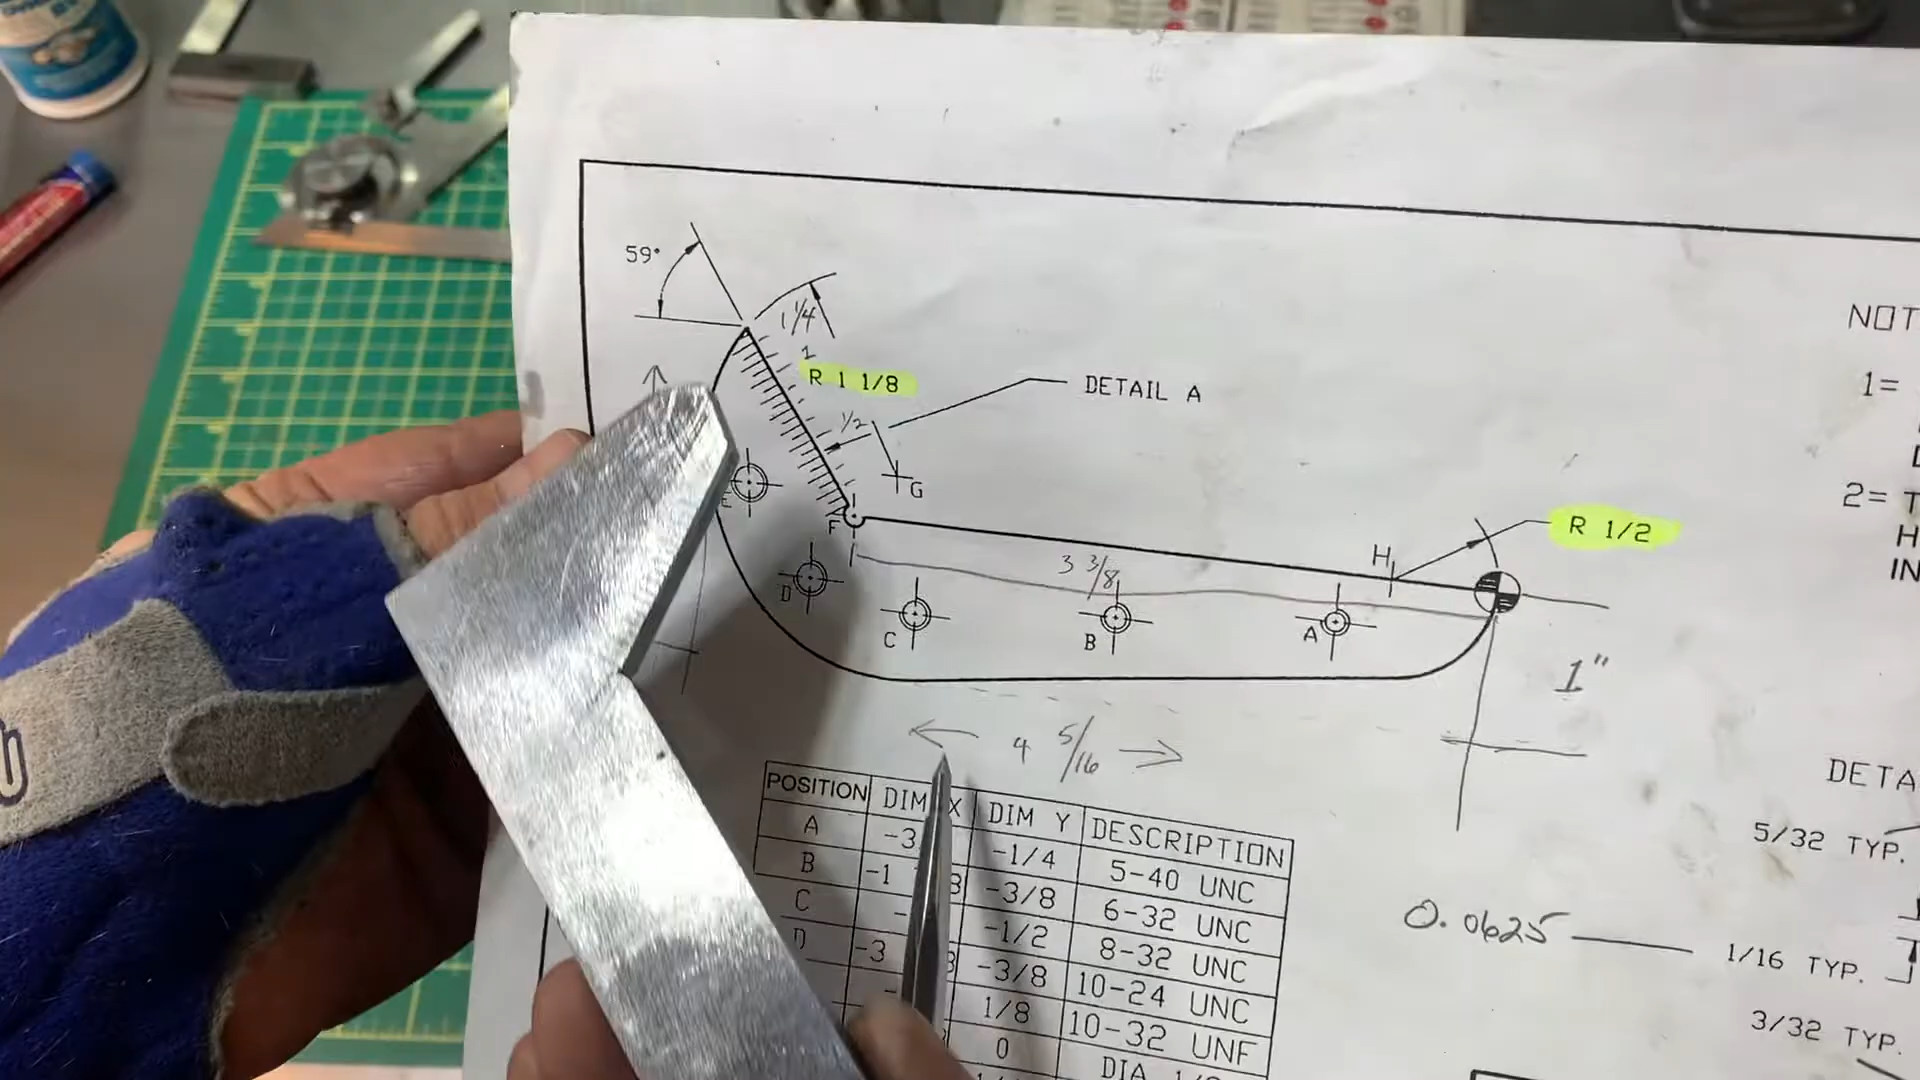 59°
1 1/4
1
R 1 1/8
1/2
DETAIL A
G
E
F
D
C
B
A
H
R 1/2
3 3/8
1"
4 5/16
NOT
1=
2= T
H
IN
POSITION DIM X DIM Y DESCRIPTION
A -3 -1/4 5-40 UNC
B -1 -3/8 6-32 UNC
C - -1/2 8-32 UNC
D -3 -3/8 10-24 UNC
1/8 10-32 UNF
0 DIA
DETA
5/32 TYP.
0.0625
1/16 TYP.
3/32 TYP.